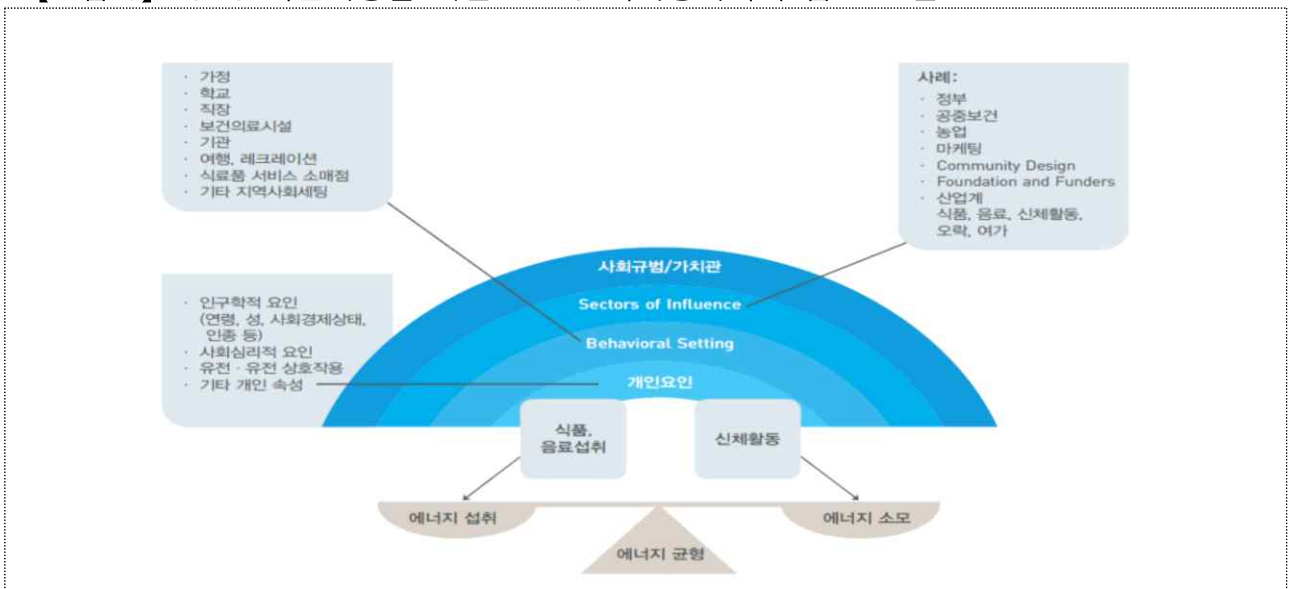 · 가정
· 학교
· 직장
· 보건의료시설
· 기관
· 여행, 레크레이션
· 식료품 서비스 소매점
· 기타 지역사회세팅
사례:
· 정부
· 공중보건
· 농업
· 마케팅
· Community Design
· Foundation and Funders
· 산업계
식품, 음료, 신체활동,
오락, 여가
사회규범/가치관
Sectors of Influence
Behavioral Setting
개인요인
· 인구학적 요인
(연령, 성, 사회경제상태,
인종 등)
· 사회심리적 요인
· 유전 · 유전 상호작용
· 기타 개인 속성
식품,
음료섭취
신체활동
에너지 섭취
에너지 소모
에너지 균형